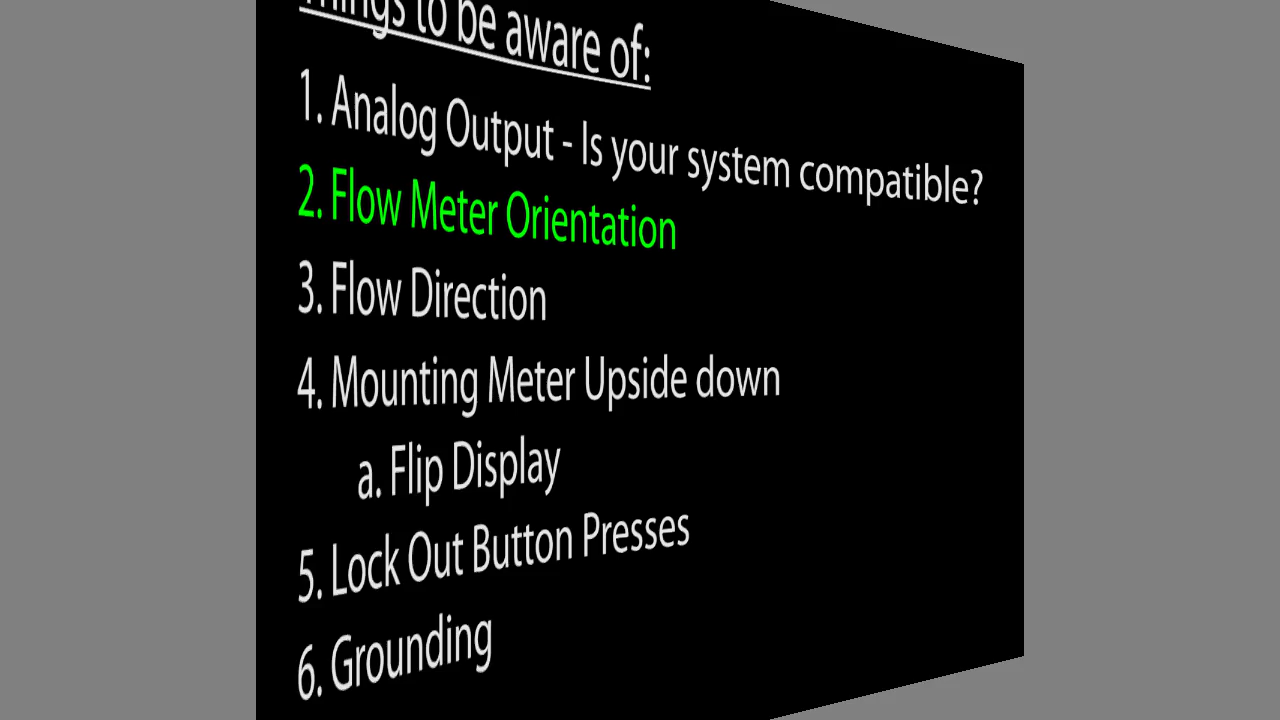 Things to be aware of:
1. Analog Output - Is your system compatible?
2. Flow Meter Orientation
3. Flow Direction
4. Mounting Meter Upside down
a. Flip Display
5. Lock Out Button Presses
6. Grounding